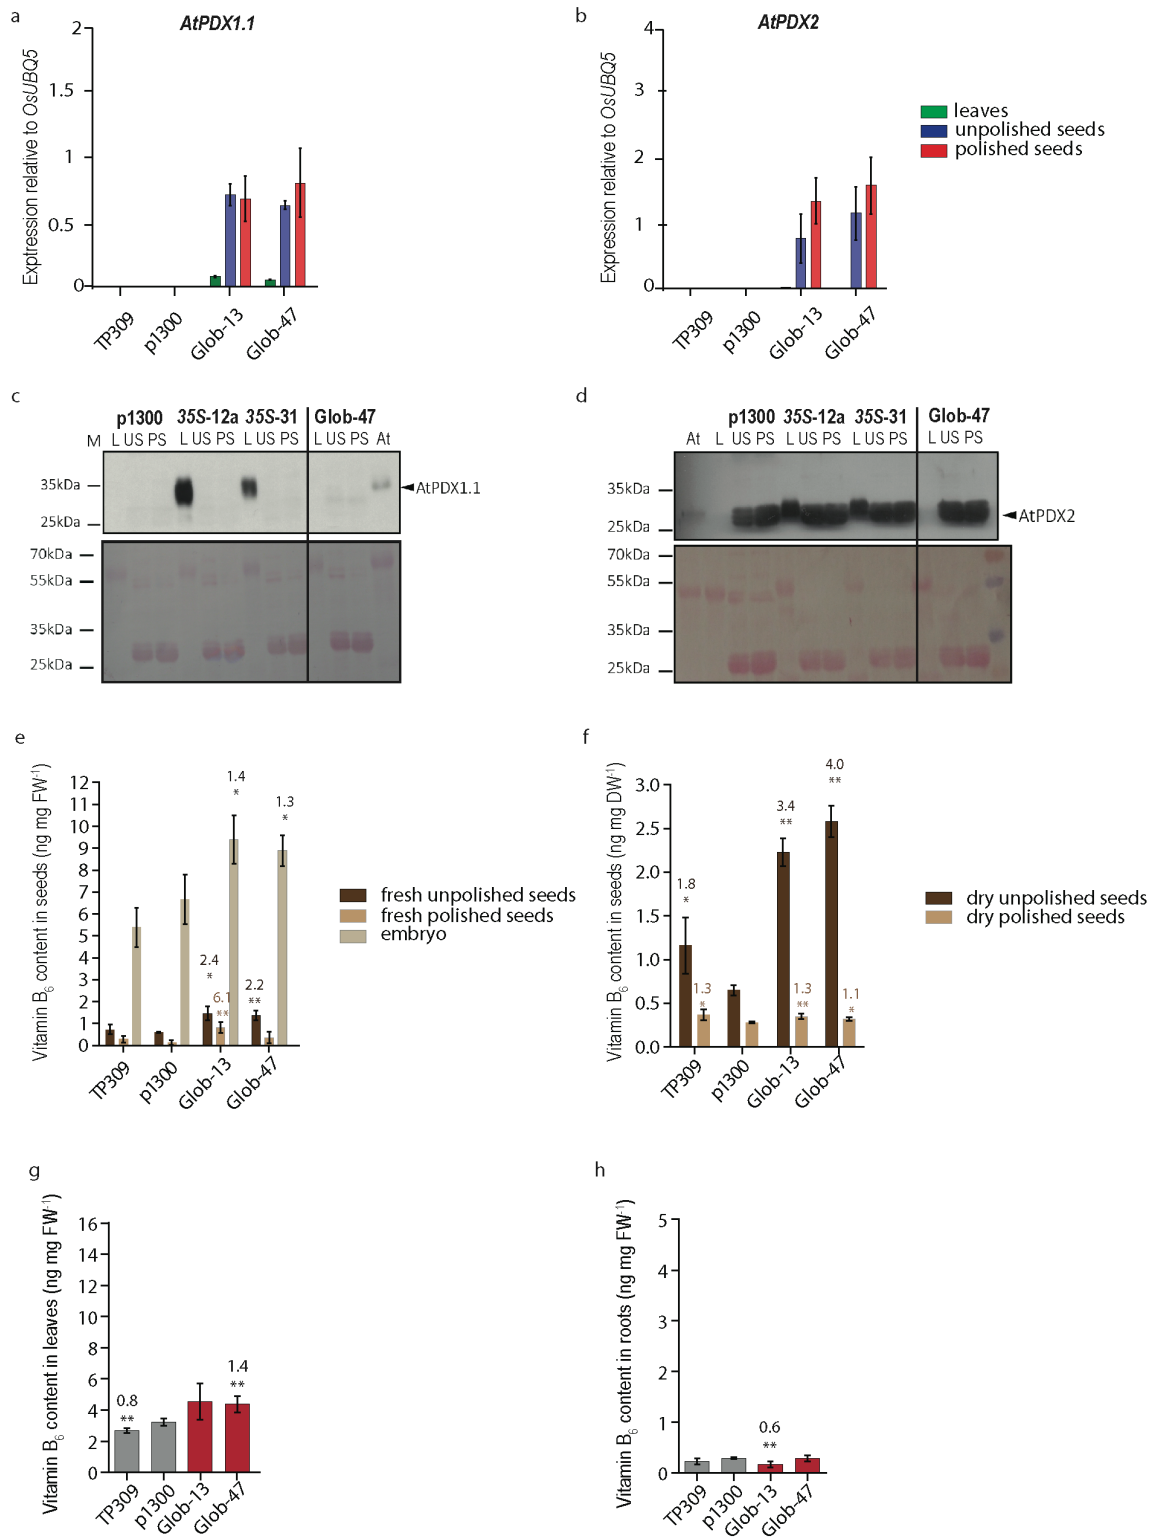 a
AtPDX1.1
Exptression relative to OsUBQ5
2
1.5
1
0.5
0
TP309
p1300
Glob-13
Glob-47
b
AtPDX2
Expression relative to OsUBQ5
4
3
2
1
0
TP309
p1300
Glob-13
Glob-47
leaves
unpolished seeds
polished seeds
c
p1300 35S-12a 35S-31 Glob-47
M L US PS L US PS L US PS L US PS At
35kDa
25kDa
AtPDX1.1
70kDa
55kDa
35kDa
25kDa
d
p1300 35S-12a 35S-31 Glob-47
At L US PS L US PS L US PS L US PS
35kDa
25kDa
AtPDX2
70kDa
55kDa
35kDa
25kDa
e
Vitamin B6 content in seeds (ng mg FW-1)
12
11
10
9
8
7
6
5
4
3
2
1
0
2.4
*
6.1
**
1.4
*
2.2
**
1.3
*
TP309
p1300
Glob-13
Glob-47
fresh unpolished seeds
fresh polished seeds
embryo
f
Vitamin B6 content in seeds (ng mg DW-1)
3.0
2.5
2.0
1.5
1.0
0.5
0.0
1.8
*
1.3
*
3.4
**
1.3
**
4.0
**
1.1
*
TP309
p1300
Glob-13
Glob-47
dry unpolished seeds
dry polished seeds
g
Vitamin B6 content in leaves (ng mg FW-1)
16
14
12
10
8
6
4
2
0
0.8
**
1.4
**
TP309
p1300
Glob-13
Glob-47
h
Vitamin B6 content in roots (ng mg FW-1)
5
4
3
2
1
0
0.6
**
TP309
p1300
Glob-13
Glob-47